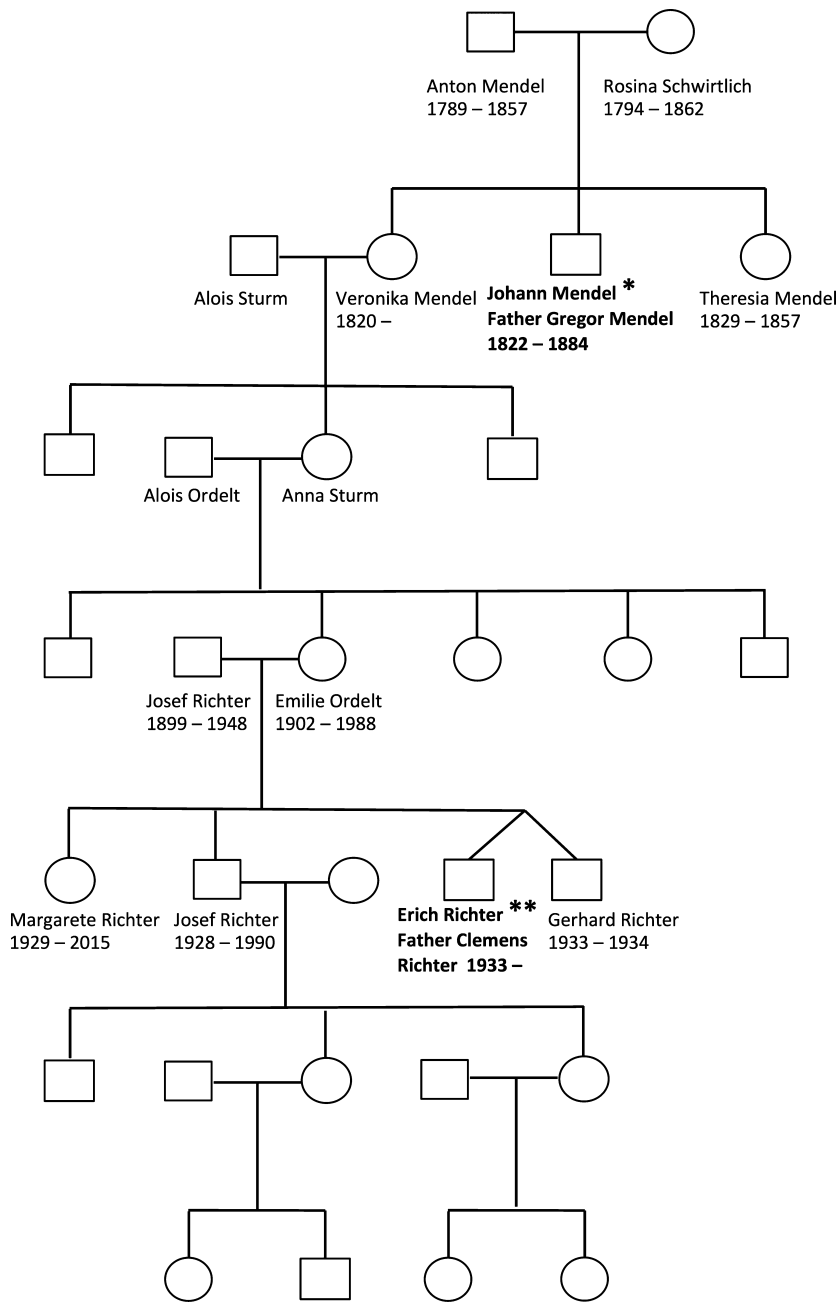 Anton Mendel
1789 – 1857
Rosina Schwirtlich
1794 – 1862
Alois Sturm
Veronika Mendel
1820 –
Johann Mendel *
Father Gregor Mendel
1822 – 1884
Theresia Mendel
1829 – 1857
Alois Ordelt
Anna Sturm
Josef Richter
1899 – 1948
Emilie Ordelt
1902 – 1988
Margarete Richter
1929 – 2015
Josef Richter
1928 – 1990
Erich Richter **
Father Clemens
Richter 1933 –
Gerhard Richter
1933 – 1934